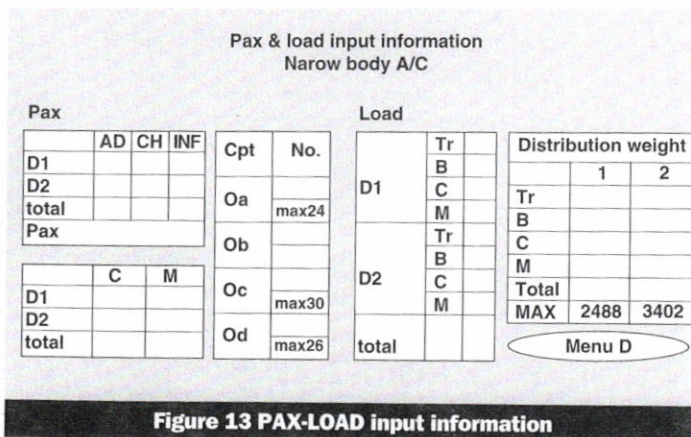 Pax & load input information
Narow body A/C
Pax
AD CH INF
D1
D2
total
Pax
C M
D1
D2
total
Cpt No.
Oa
max24
Ob
Oc
max30
Od
max26
Load
D1
Tr
B
C
M
D2
Tr
B
C
M
total
Distribution weight
1 2
Tr
B
C
M
Total
MAX 2488 3402
Menu D
Figure 13 PAX-LOAD input information